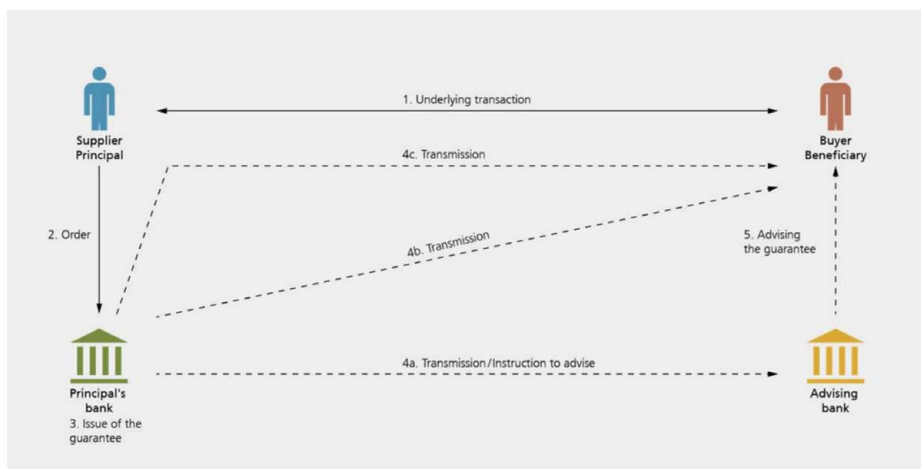 1. Underlying transaction
Supplier
Principal
Buyer
Beneficiary
4c. Transmission
2. Order
4b. Transmission
5. Advising
the guarantee
4a. Transmission/Instruction to advise
Principal's
bank
3. Issue of the
guarantee
Advising
bank